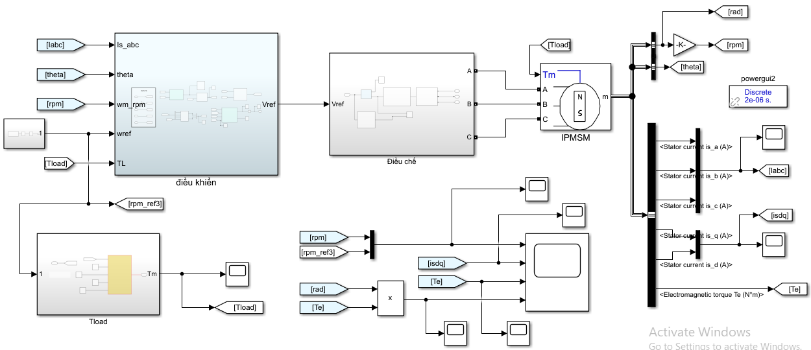 [rad]
[Iabc]
Is_abc
[theta]
theta
[rpm]
wm_rpm
Vref
wref
[Tload]
TL
điều khiển
[rpm_ref3]
1
Vref
A
B
C
Điều chế
[Tload]
Tm
A
B
C
N
S
m
IPMSM
-K-
[rpm]
[theta]
powergui2
Discrete
2e-06 s.
<Stator current is_a (A)>
<Stator current is_b (A)>
[Iabc]
<Stator current is_c (A)>
[isdq]
<Stator current is_q (A)>
<Stator current is_d (A)>
<Electromagnetic torque Te (N*m)>
[Te]
1
Tm
Tload
[Tload]
[rpm]
[rpm_ref3]
[isdq]
[Te]
[rad]
[Te]
x
Activate Windows
Go to Settings to activate Windows.